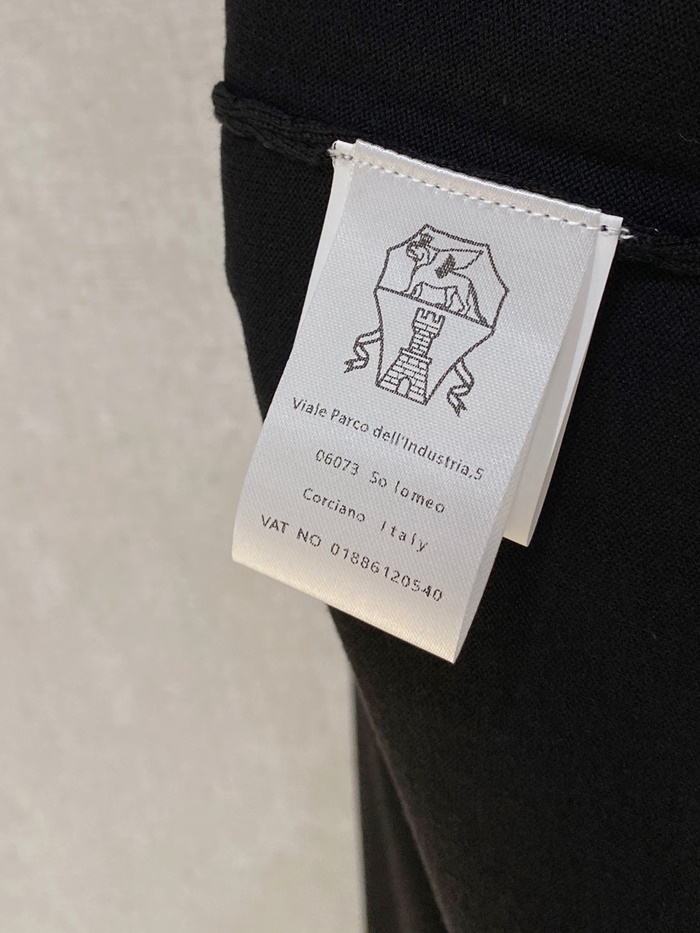 Viale Parco dell'Industria,5
06073 So lomeo
Corciano Italy
VAT NO 01886120540